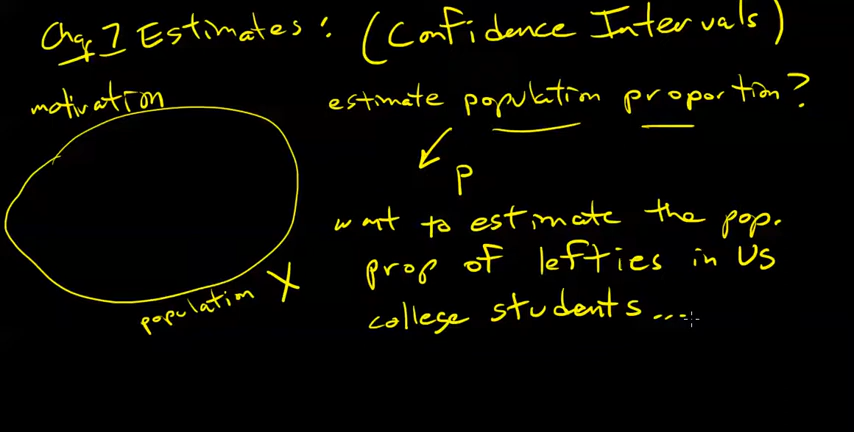 Chap 7 Estimates: (Confidence Intervals)
motivation
estimate population proportion?
p
want to estimate the pop.
prop of lefties in US
college students....
population X